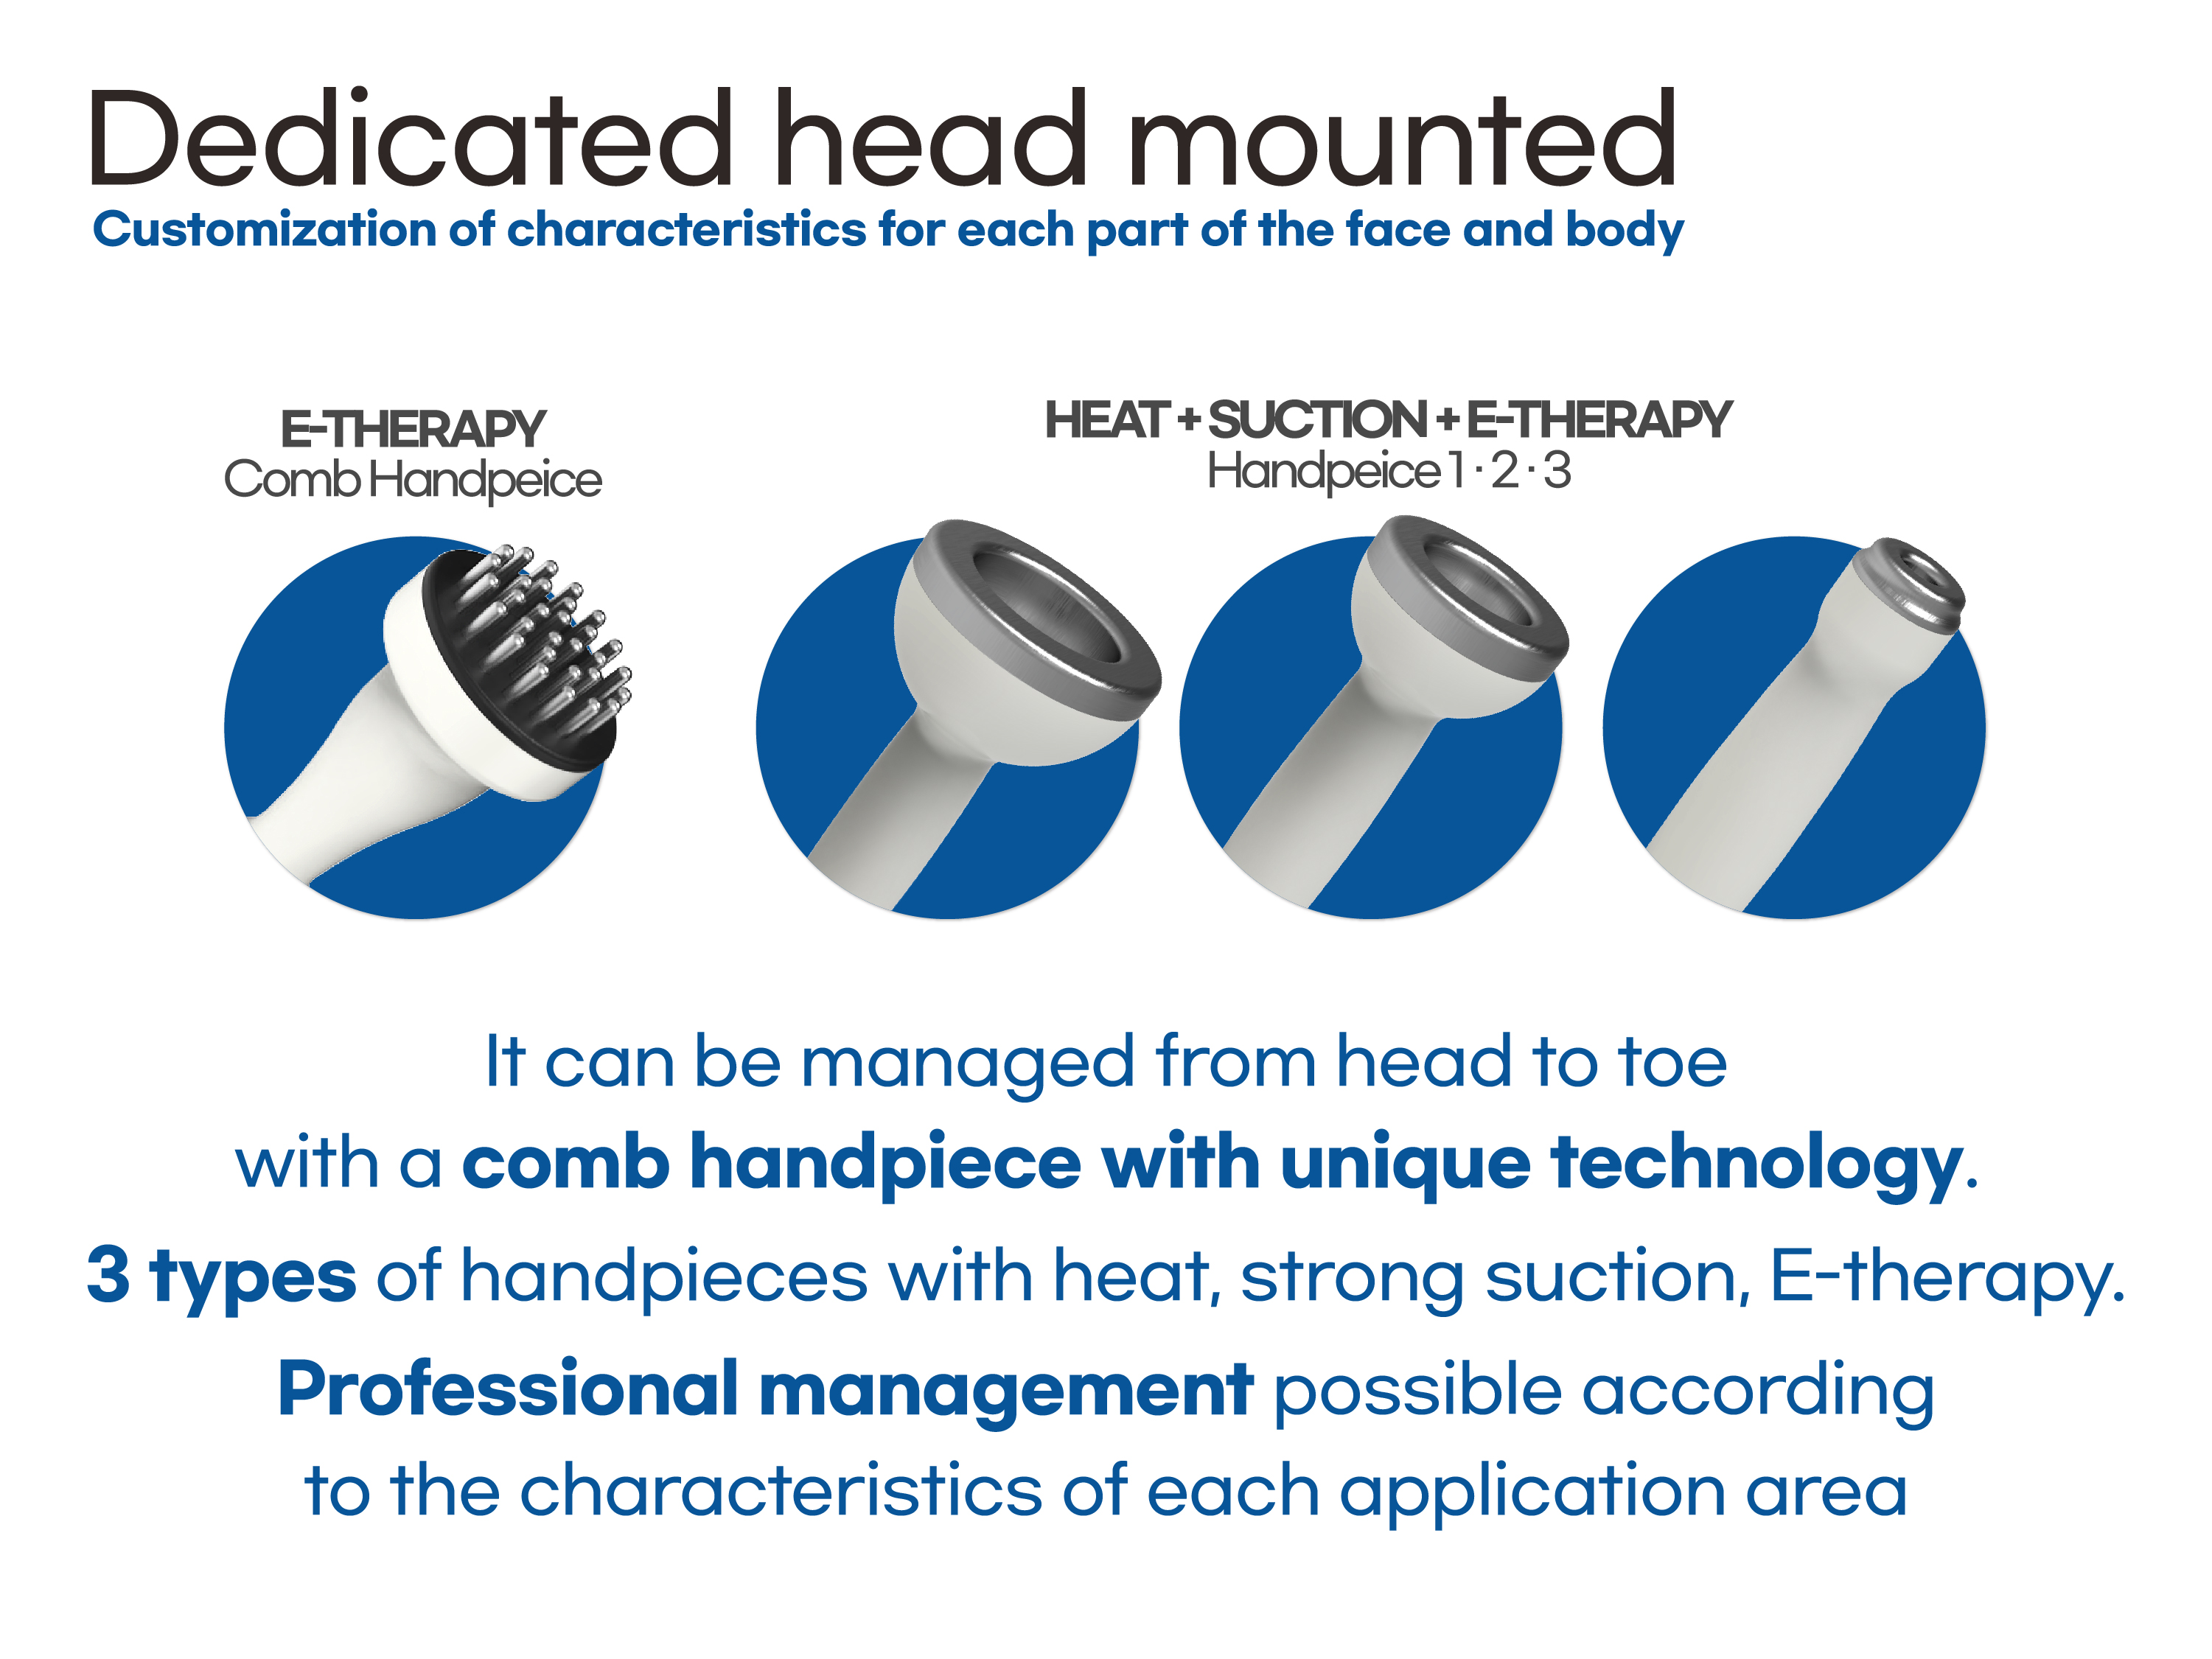 Dedicated head mounted
Customization of characteristics for each part of the face and body
E-THERAPY
Comb Handpeice
HEAT + SUCTION + E-THERAPY
Handpeice 1 · 2 · 3
It can be managed from head to toe
with a comb handpiece with unique technology.
3 types of handpieces with heat, strong suction, E-therapy.
Professional management possible according
to the characteristics of each application area